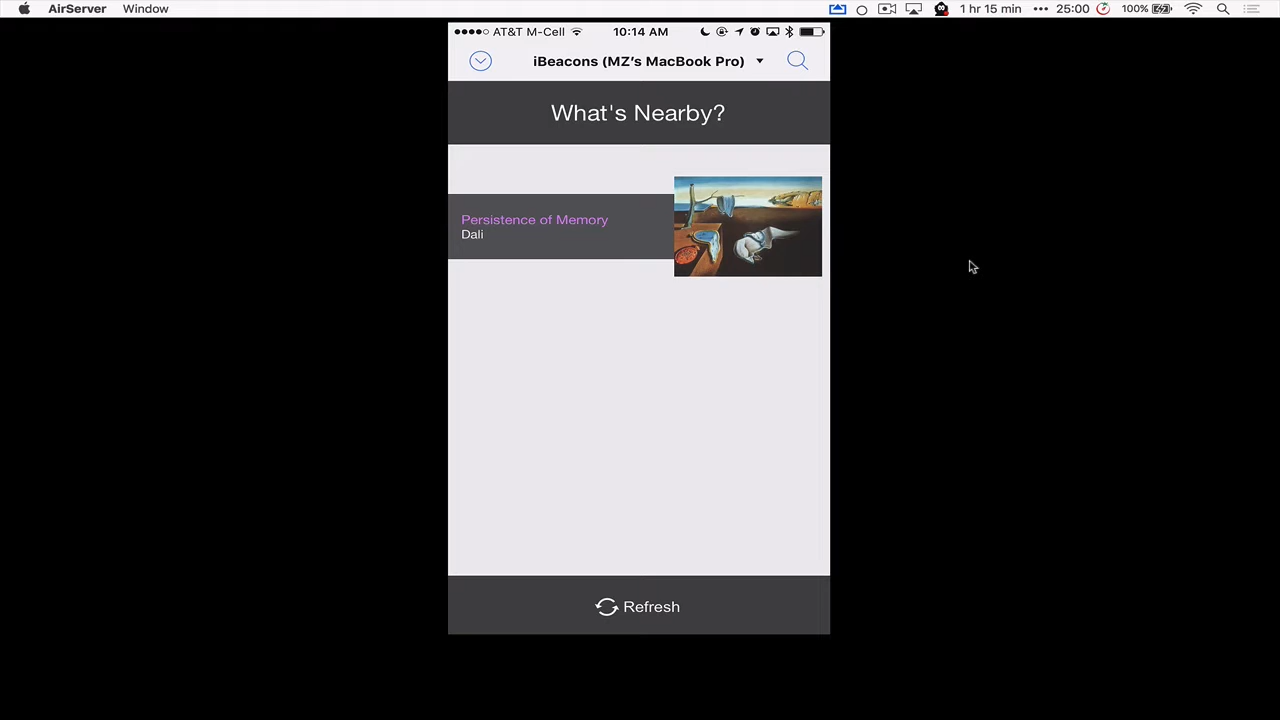 AirServer Window 1 hr 15 min 25:00 100%
AT&T M-Cell 10:14 AM
iBeacons (MZ's MacBook Pro)
What's Nearby?
Persistence of Memory
Dali
Refresh